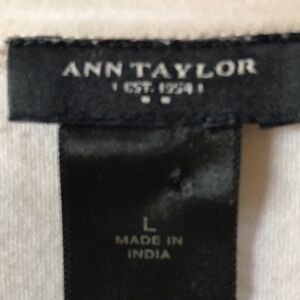 ANN TAYLOR
EST. 1954
L
MADE IN
INDIA